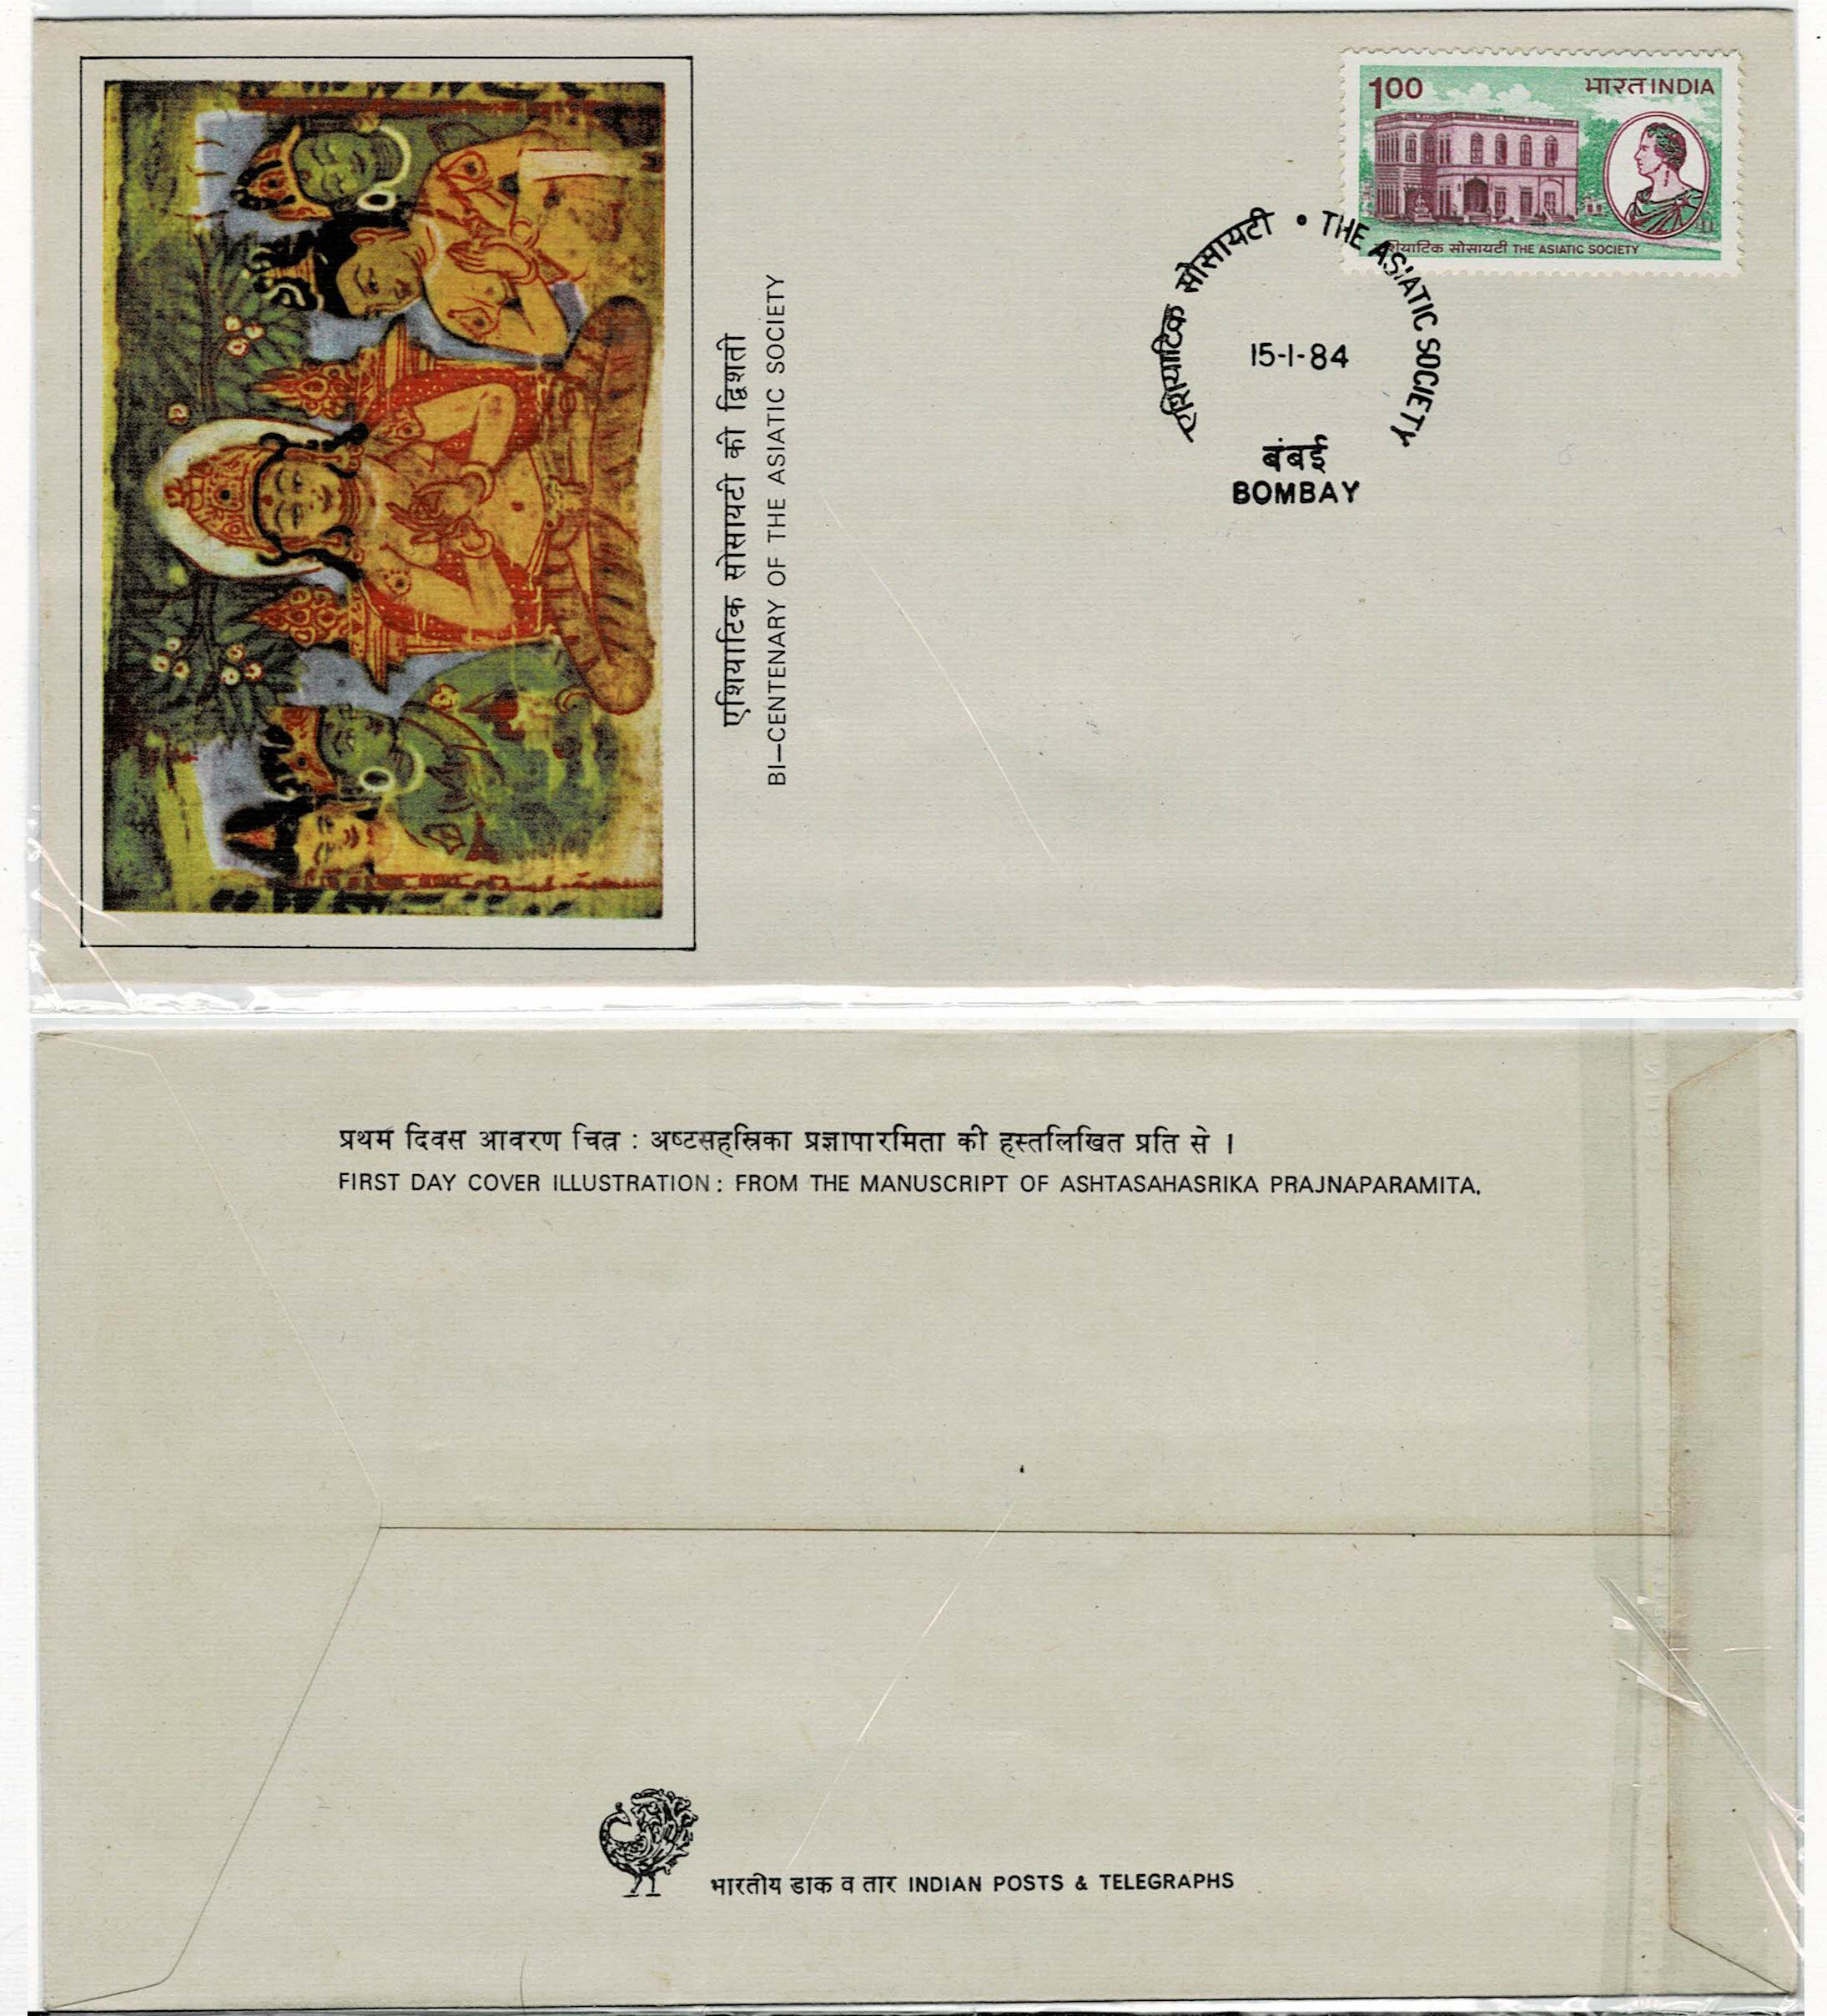 1.00
भारत INDIA
एशियाटिक सोसायटी THE ASIATIC SOCIETY
एशियाटिक सोसायटी • THE ASIATIC SOCIETY
15-1-84
बंबई
BOMBAY
एशियाटिक सोसायटी की द्विशती
BI–CENTENARY OF THE ASIATIC SOCIETY
प्रथम दिवस आवरण चित्र : अष्टसहस्रिका प्रज्ञापारमिता की हस्तलिखित प्रति से ।
FIRST DAY COVER ILLUSTRATION : FROM THE MANUSCRIPT OF ASHTASAHASRIKA PRAJNAPARAMITA.
भारतीय डाक व तार INDIAN POSTS & TELEGRAPHS